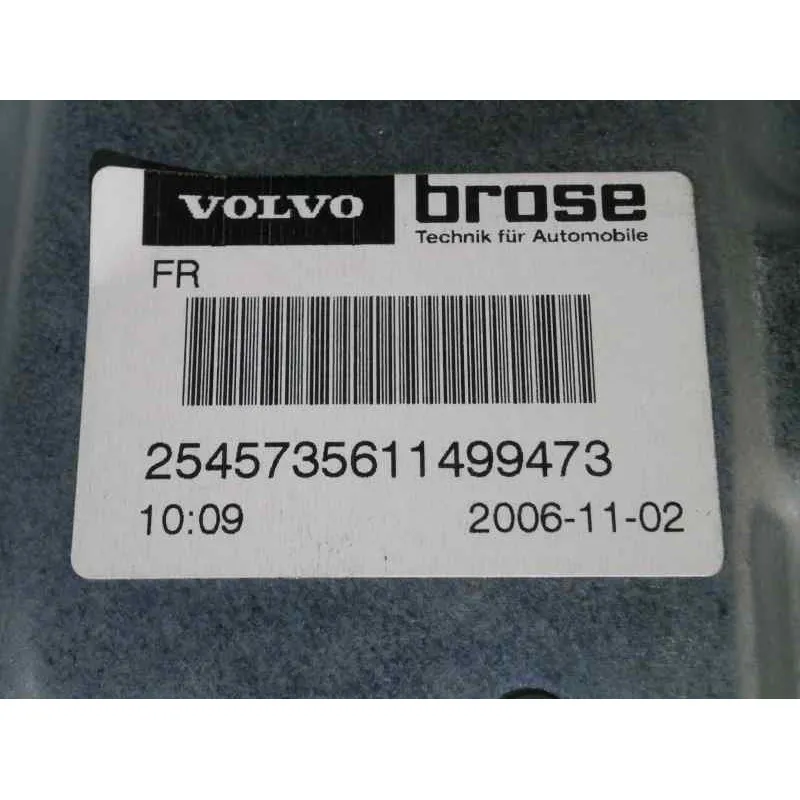 VOLVO brose
Technik für Automobile
FR
2545735611499473
10:09 2006-11-02